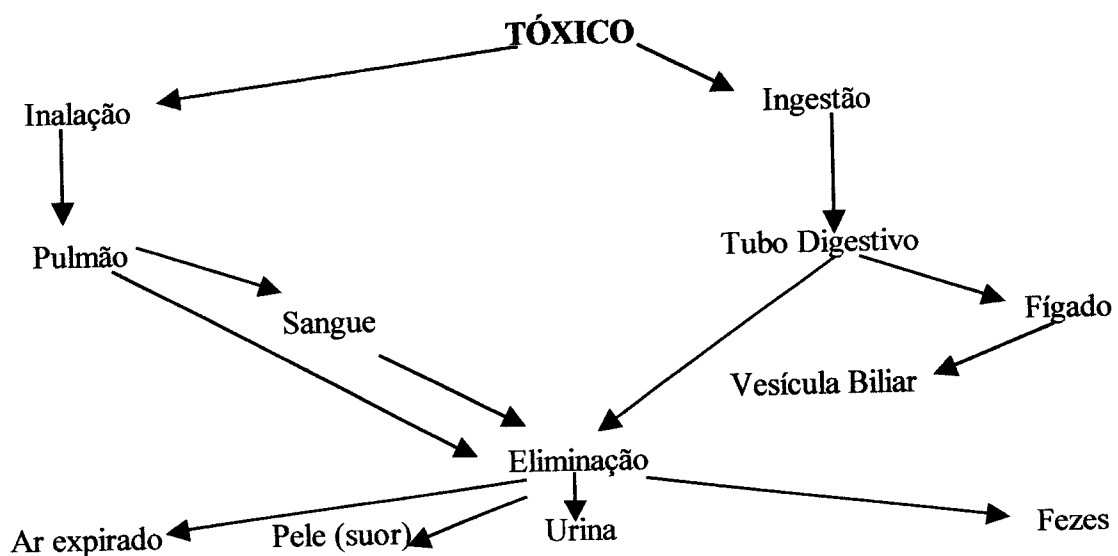 TÓXICO
Inalação
Ingestão
Pulmão
Tubo Digestivo
Sangue
Fígado
Vesícula Biliar
Eliminação
Ar expirado
Pele (suor)
Urina
Fezes